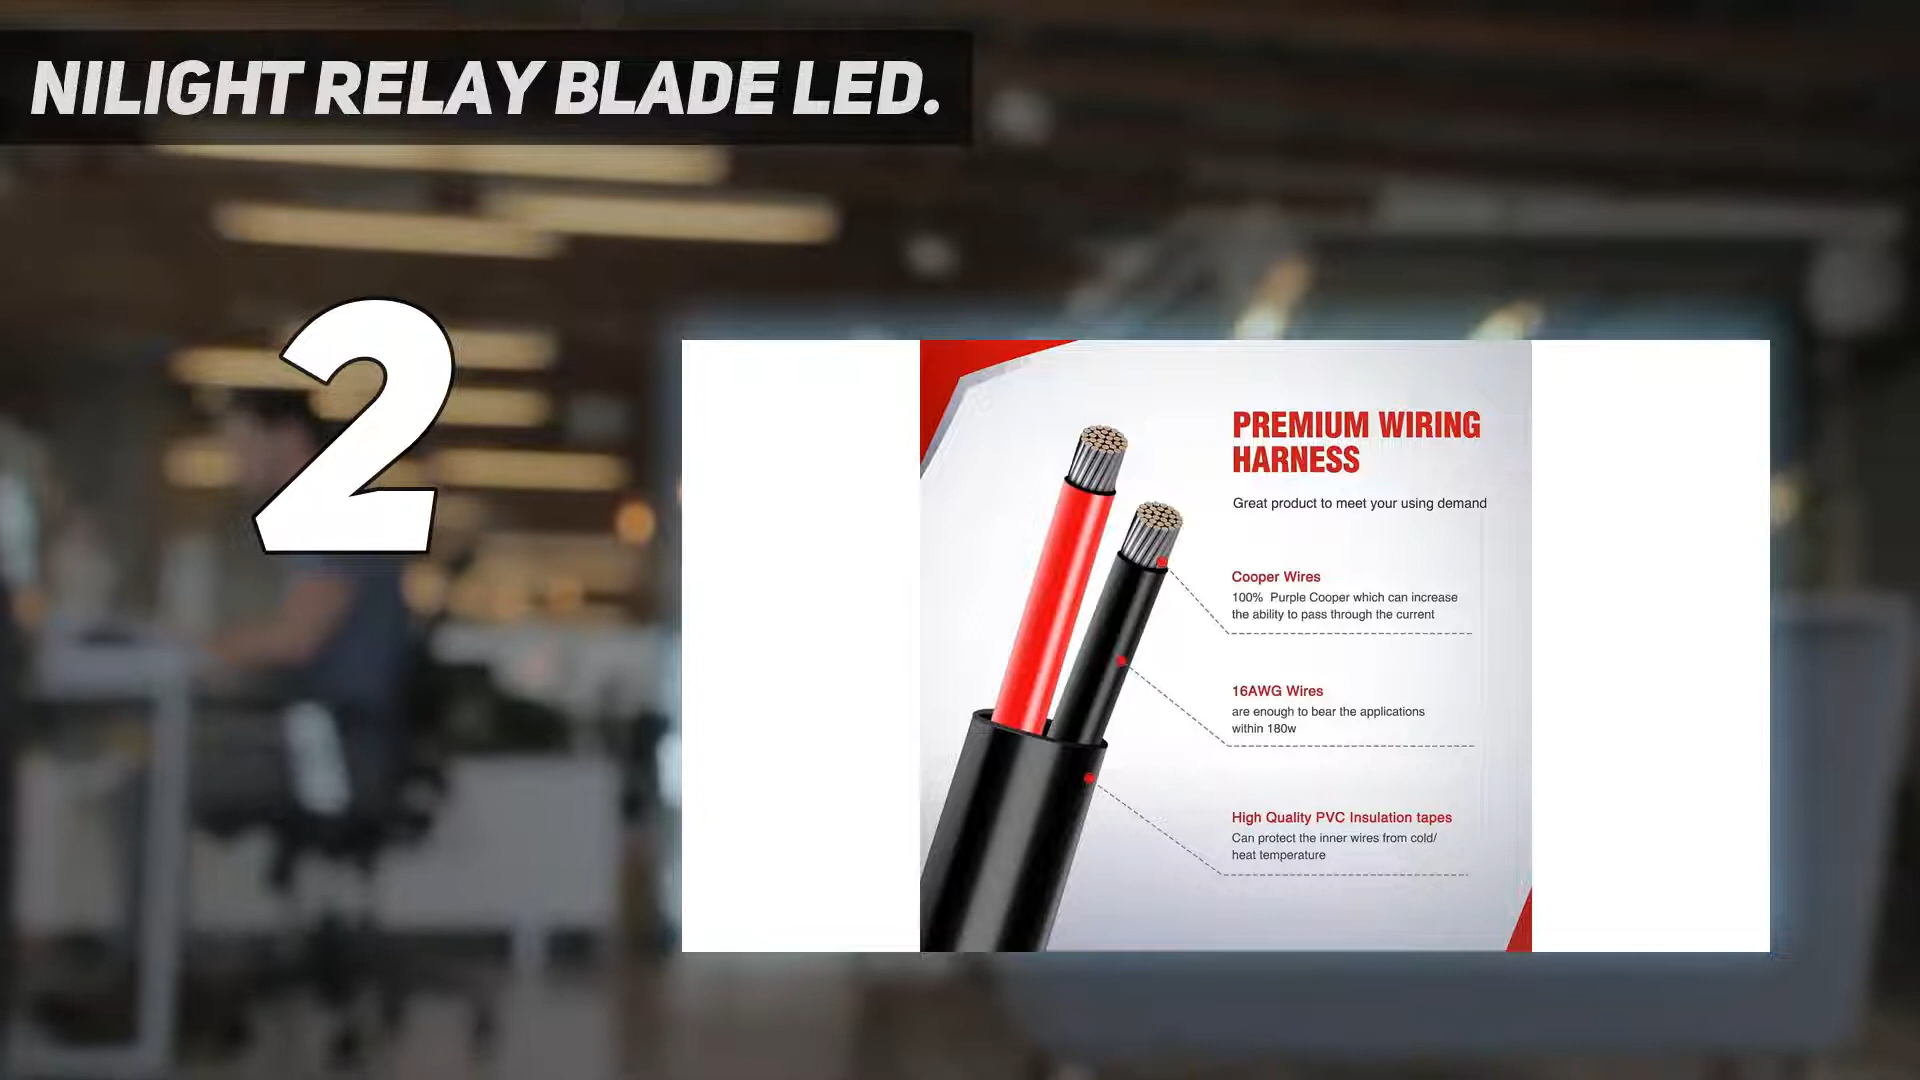 NILIGHT RELAY BLADE LED.
2
PREMIUM WIRING
HARNESS
Great product to meet your using demand
Cooper Wires
100% Purple Cooper which can increase
the ability to pass through the current
16AWG Wires
are enough to bear the applications
within 180w
High Quality PVC Insulation tapes
Can protect the inner wires from cold/
heat temperature